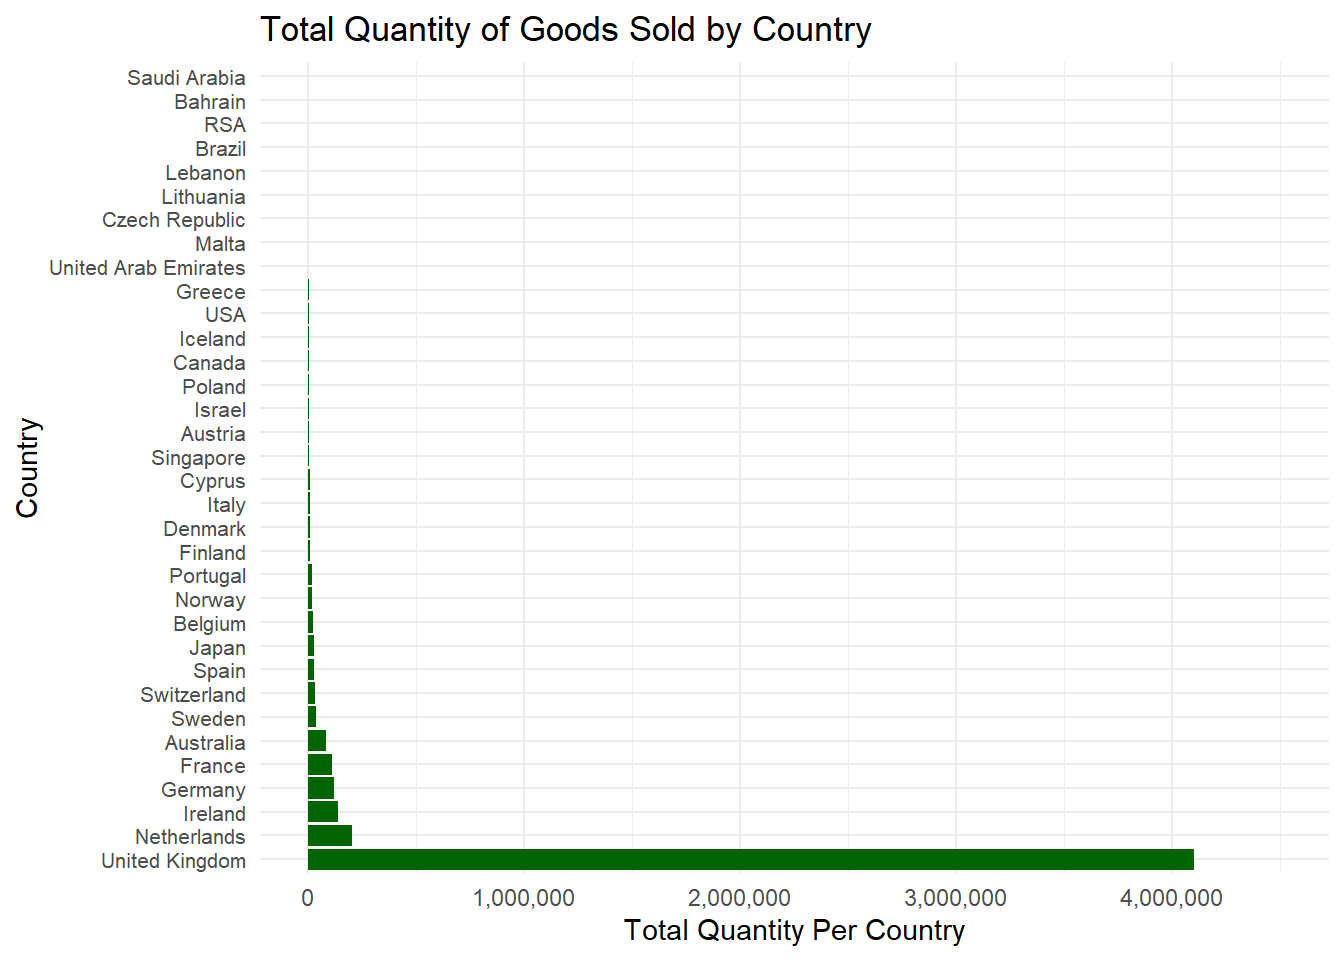 Total Quantity of Goods Sold by Country
Saudi Arabia
Bahrain
RSA
Brazil
Lebanon
Lithuania
Czech Republic
Malta
United Arab Emirates
Greece
USA
Iceland
Canada
Poland
Israel
Austria
Singapore
Cyprus
Italy
Denmark
Finland
Portugal
Norway
Belgium
Japan
Spain
Switzerland
Sweden
Australia
France
Germany
Ireland
Netherlands
United Kingdom
Country
0 1,000,000 2,000,000 3,000,000 4,000,000
Total Quantity Per Country